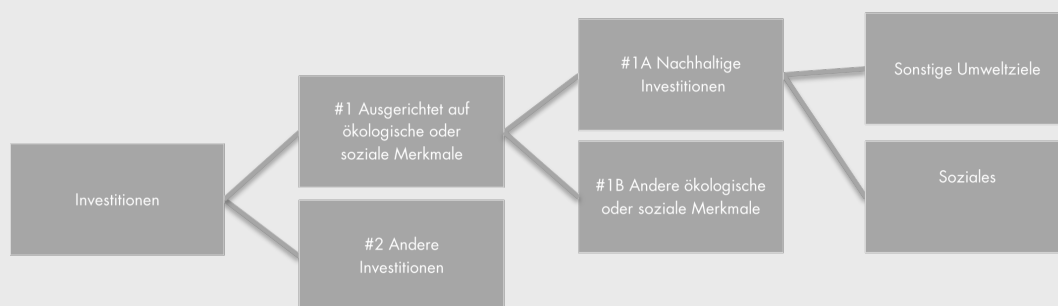 Investitionen
#1 Ausgerichtet auf
ökologische oder
soziale Merkmale
#2 Andere
Investitionen
#1A Nachhaltige
Investitionen
#1B Andere ökologische
oder soziale Merkmale
Sonstige Umweltziele
Soziales